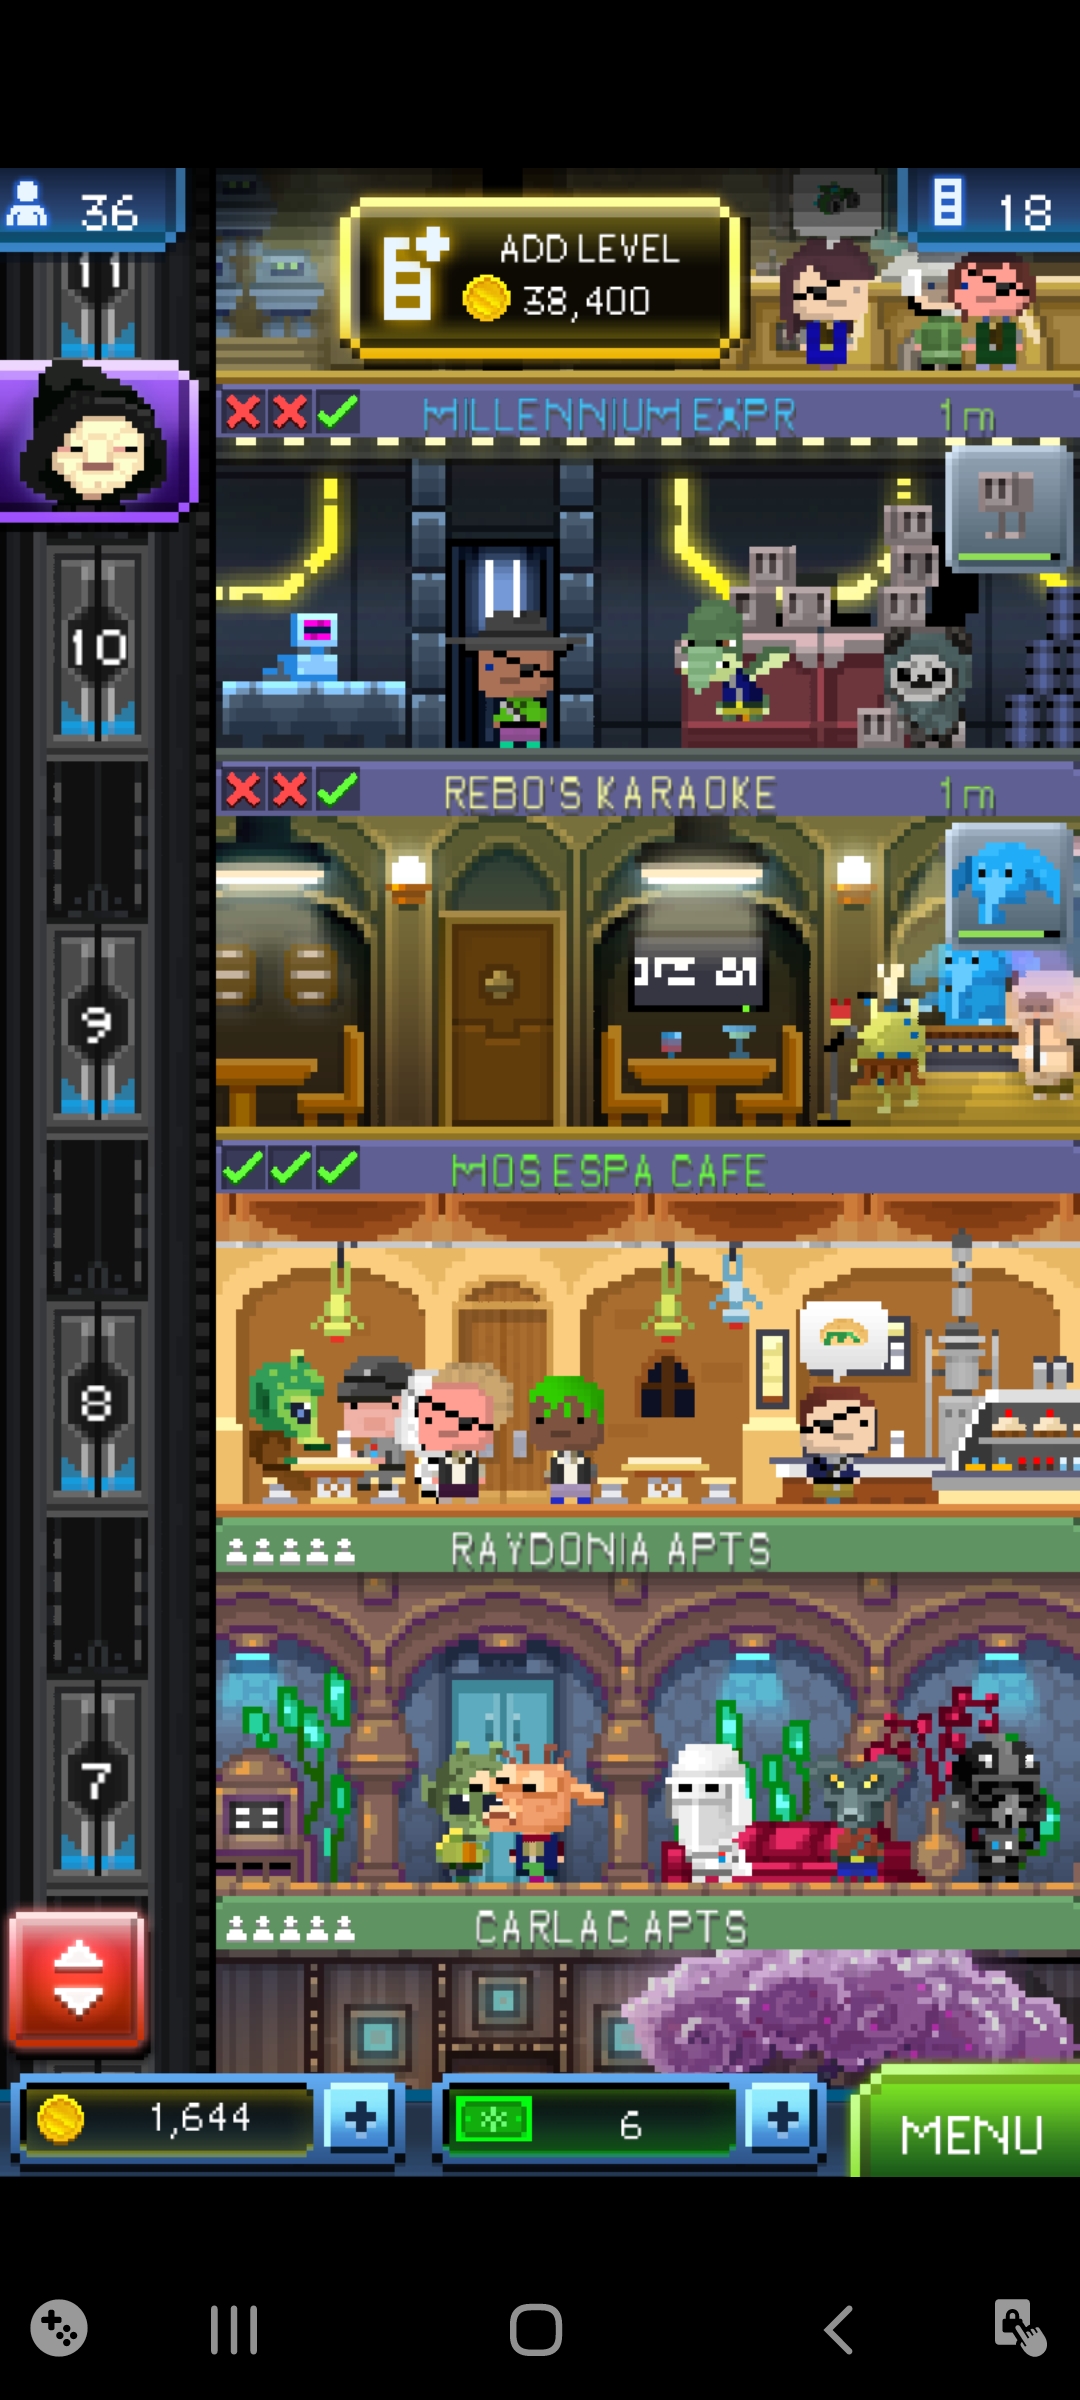 36
18
ADD LEVEL
38,400
11
MILLENNIUM EXPR 1m
10
REBO'S KARAOKE 1m
9
MOS ESPA CAFE
8
RAYDONIA APTS
7
CARLAC APTS
1,644 +
6 +
MENU